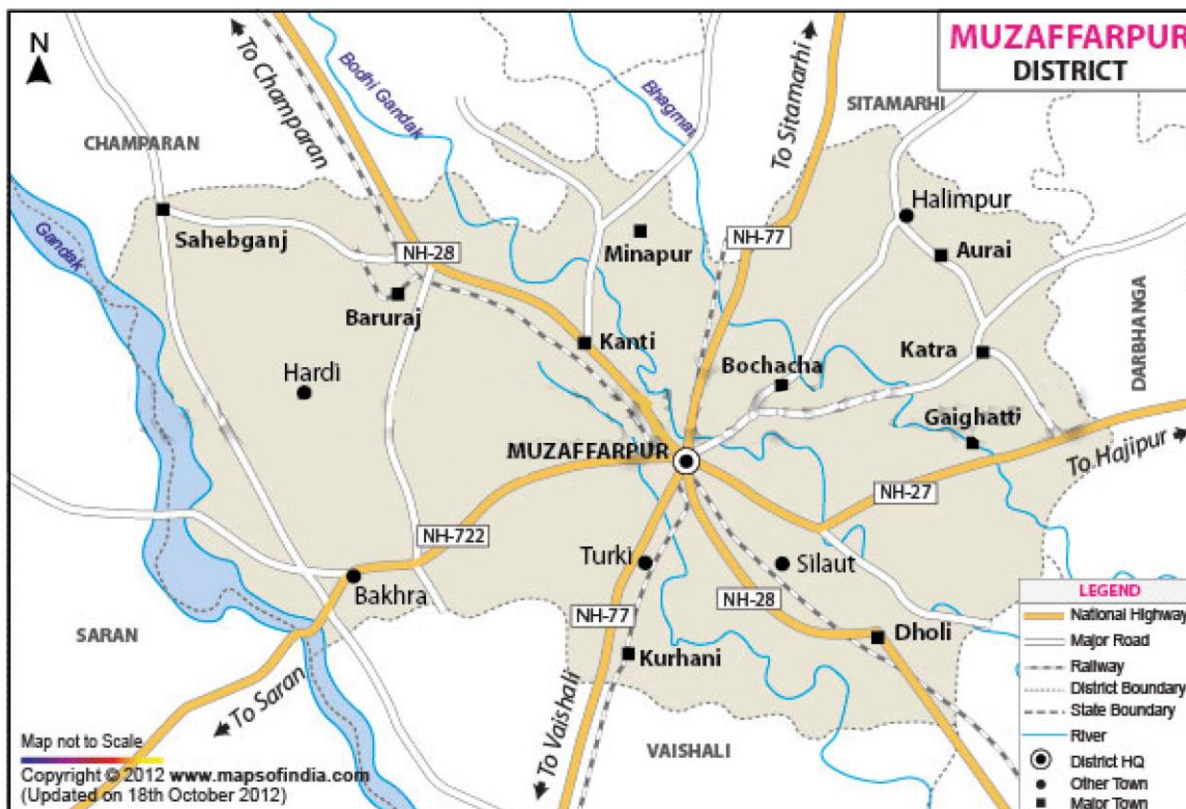 MUZAFFARPUR
DISTRICT
N
To Champaran
Bodhi Gandak
Bhagmati
To Sitamarhi
SITAMARHI
CHAMPARAN
Halimpur
Gandak
Sahebganj
NH-28
Minapur
NH-77
Aurai
Baruraj
Kanti
Bochacha
Katra
DARBHANGA
Hardi
Gaighatti
MUZAFFARPUR
To Hajipur
NH-27
NH-722
Turki
Silaut
Bakhra
NH-77
NH-28
SARAN
Kurhani
Dholi
To Saran
To Vaishali
VAISHALI
LEGEND
National Highway
Major Road
Railway
District Boundary
State Boundary
River
District HQ
Other Town
Major Town
Map not to Scale
Copyright © 2012 www.mapsofindia.com
(Updated on 18th October 2012)